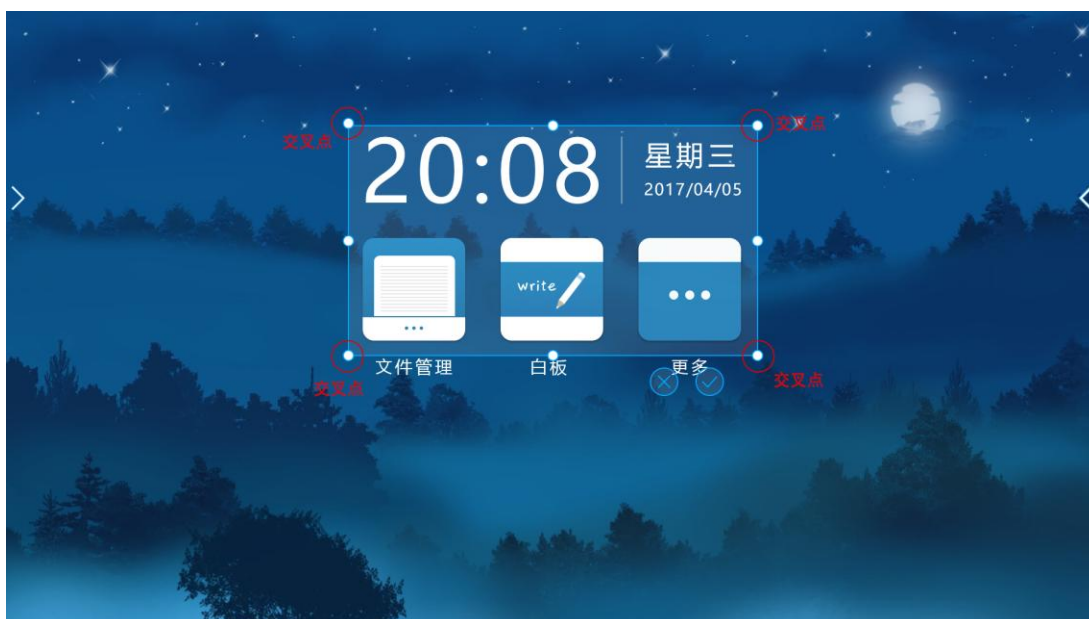 交叉点
交叉点
20:08
星期三
2017/04/05
write
文件管理
白板
更多
交叉点
交叉点